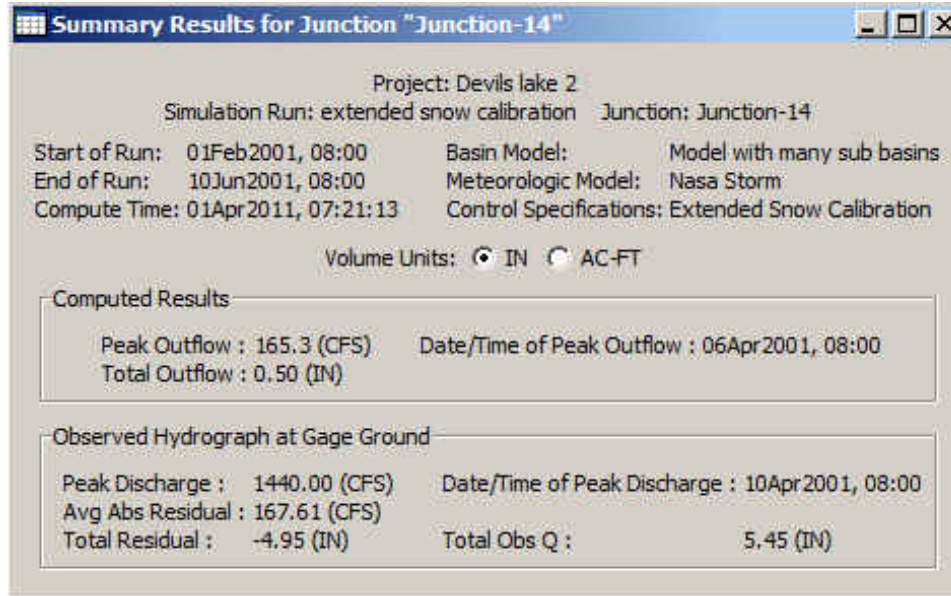 Summary Results for Junction "Junction-14"
Project: Devils lake 2
Simulation Run: extended snow calibration Junction: Junction-14
Start of Run: 01Feb2001, 08:00 Basin Model: Model with many sub basins
End of Run: 10Jun2001, 08:00 Meteorologic Model: Nasa Storm
Compute Time: 01Apr2011, 07:21:13 Control Specifications: Extended Snow Calibration
Volume Units: IN AC-FT
Computed Results
Peak Outflow : 165.3 (CFS) Date/Time of Peak Outflow : 06Apr2001, 08:00
Total Outflow : 0.50 (IN)
Observed Hydrograph at Gage Ground
Peak Discharge : 1440.00 (CFS) Date/Time of Peak Discharge : 10Apr2001, 08:00
Avg Abs Residual : 167.61 (CFS)
Total Residual : -4.95 (IN) Total Obs Q : 5.45 (IN)